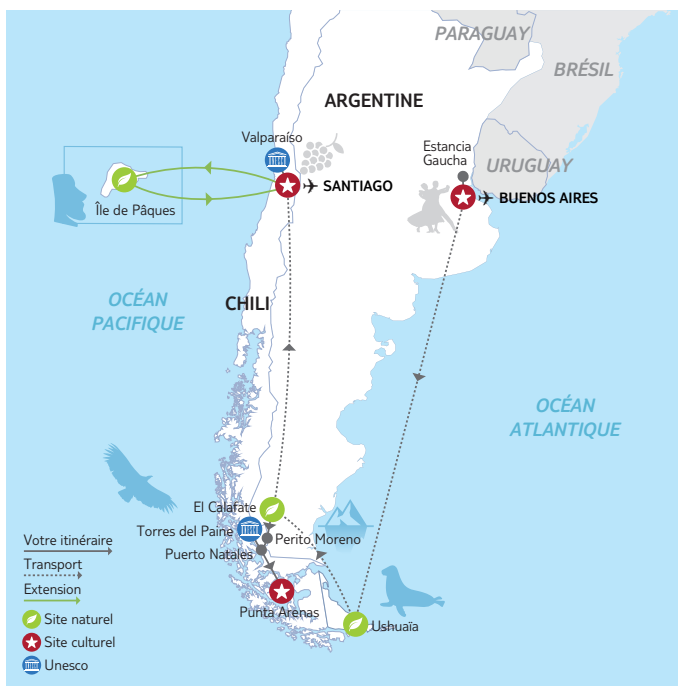 PARAGUAY
BRÉSIL
ARGENTINE
Valparaíso
Estancia
Gaucha
URUGUAY
SANTIAGO
BUENOS AIRES
Île de Pâques
OCÉAN
PACIFIQUE
CHILI
OCÉAN
ATLANTIQUE
El Calafate
Torres del Paine
Perito Moreno
Puerto Natales
Punta Arenas
Ushuaïa
Votre itinéraire
Transport
Extension
Site naturel
Site culturel
Unesco